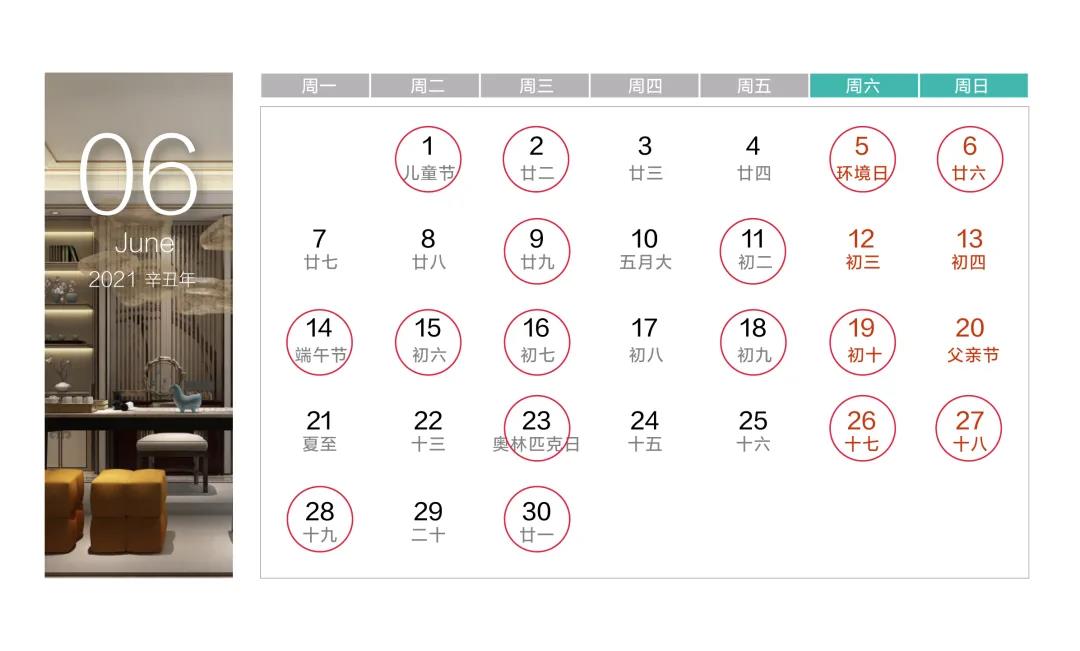 06
June
2021 辛丑年
周一 周二 周三 周四 周五 周六 周日
1 2 3 4 5 6
儿童节 廿二 廿三 廿四 环境日 廿六
7 8 9 10 11 12 13
廿七 廿八 廿九 五月大 初二 初三 初四
14 15 16 17 18 19 20
端午节 初六 初七 初八 初九 初十 父亲节
21 22 23 24 25 26 27
夏至 十三 奥林匹克日 十五 十六 十七 十八
28 29 30
十九 二十 廿一